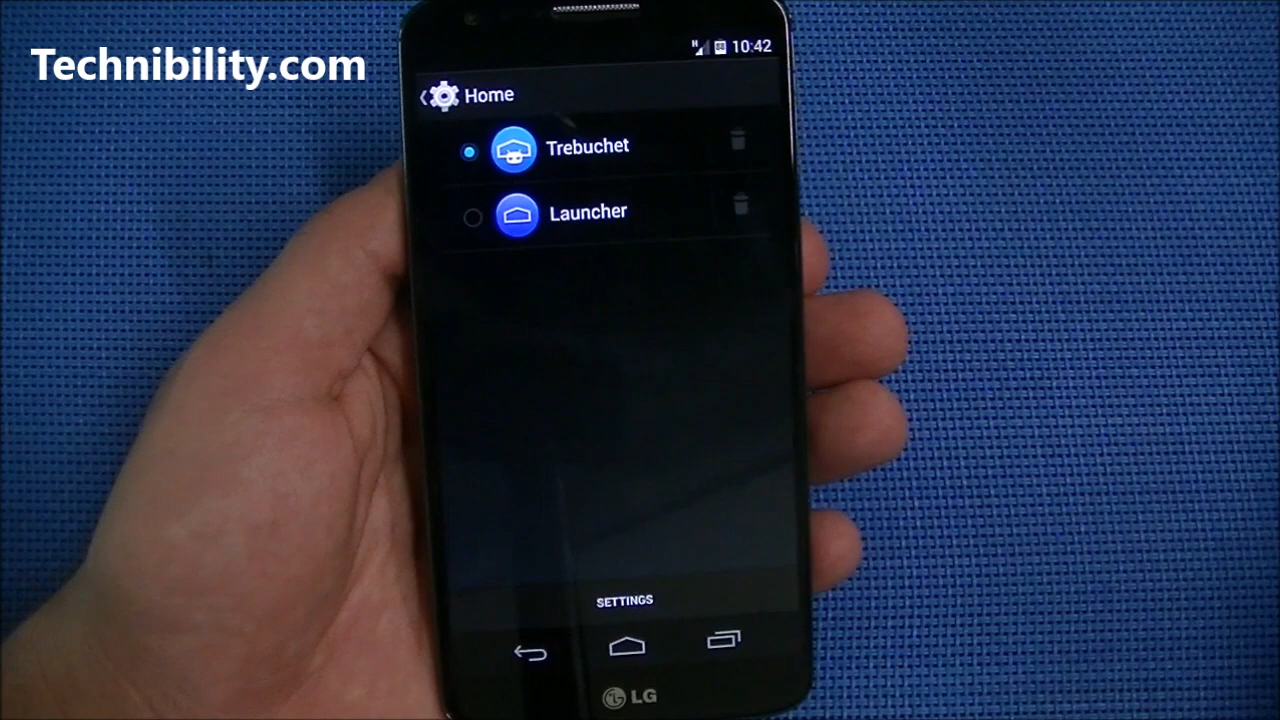 Technibility.com
H 10:42
Home
Trebuchet
Launcher
SETTINGS
LG